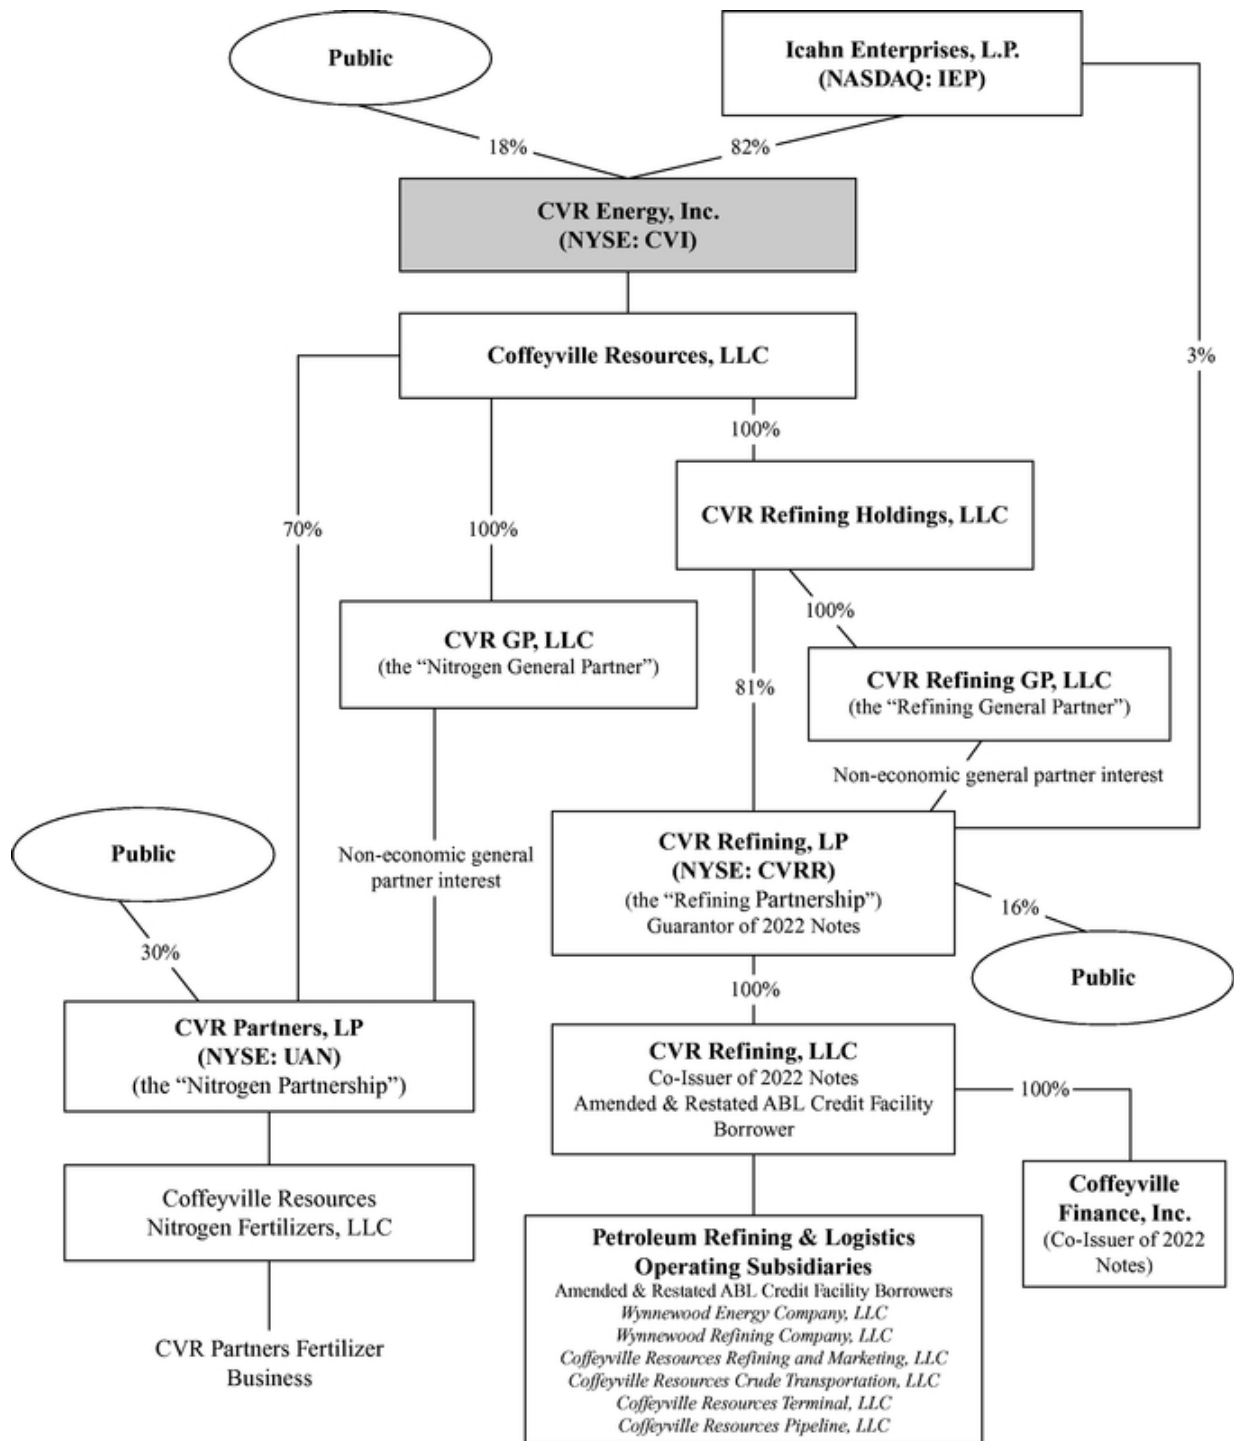 Public
Icahn Enterprises, L.P.
(NASDAQ: IEP)
18%
82%
CVR Energy, Inc.
(NYSE: CVI)
Coffeyville Resources, LLC
3%
100%
CVR Refining Holdings, LLC
70%
100%
100%
CVR GP, LLC
(the “Nitrogen General Partner”)
CVR Refining GP, LLC
(the “Refining General Partner”)
81%
Non-economic general partner interest
Public
Non-economic general
partner interest
CVR Refining, LP
(NYSE: CVRR)
(the “Refining Partnership”)
Guarantor of 2022 Notes
16%
Public
30%
100%
CVR Partners, LP
(NYSE: UAN)
(the “Nitrogen Partnership”)
CVR Refining, LLC
Co-Issuer of 2022 Notes
Amended & Restated ABL Credit Facility
Borrower
100%
Coffeyville Resources
Nitrogen Fertilizers, LLC
Coffeyville
Finance, Inc.
(Co-Issuer of 2022
Notes)
Petroleum Refining & Logistics
Operating Subsidiaries
Amended & Restated ABL Credit Facility Borrowers
Wynnewood Energy Company, LLC
Wynnewood Refining Company, LLC
Coffeyville Resources Refining and Marketing, LLC
Coffeyville Resources Crude Transportation, LLC
Coffeyville Resources Terminal, LLC
Coffeyville Resources Pipeline, LLC
CVR Partners Fertilizer
Business